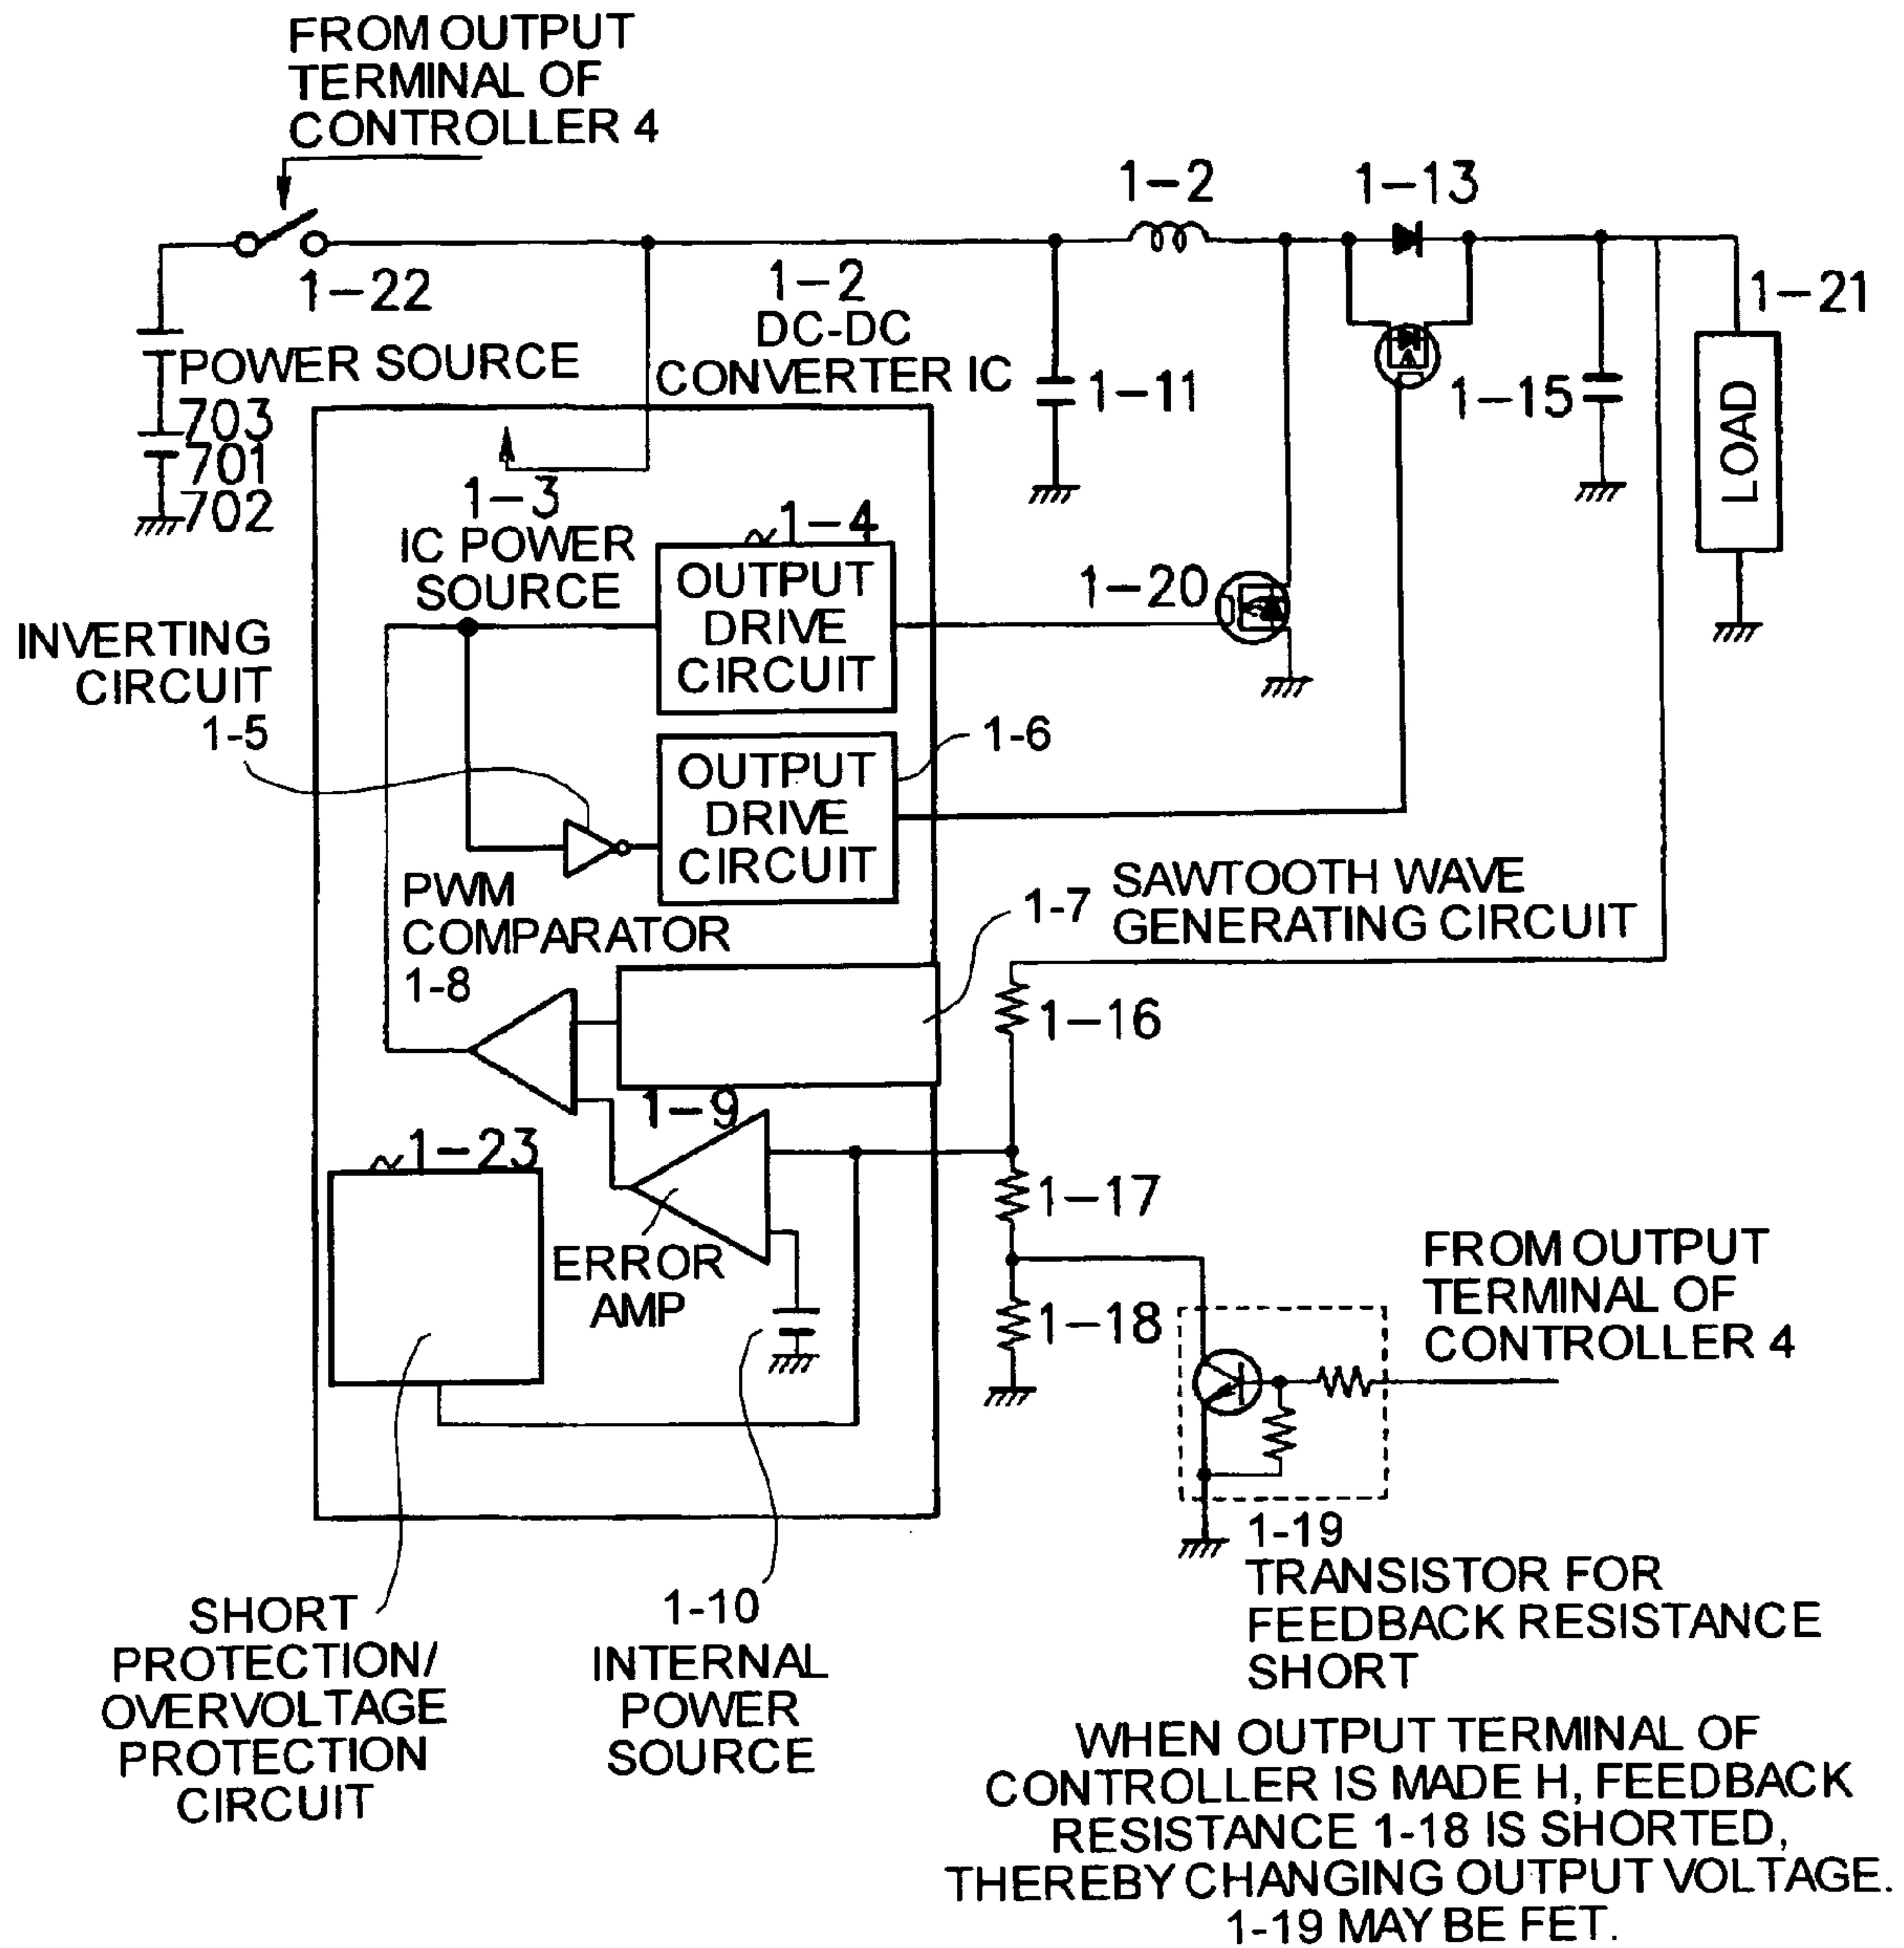 FROM OUTPUT
TERMINAL OF
CONTROLLER 4
1-22
1-2
1-13
1-21
1-2
DC-DC
CONVERTER IC
POWER SOURCE
703
701
702
1-11
1-15
LOAD
1-3
IC POWER
SOURCE
1-4
OUTPUT
DRIVE
CIRCUIT
1-20
INVERTING
CIRCUIT
1-5
OUTPUT
DRIVE
CIRCUIT
1-6
PWM
COMPARATOR
1-8
1-7
SAWTOOTH WAVE
GENERATING CIRCUIT
1-16
1-9
1-23
1-17
ERROR
AMP
1-18
FROM OUTPUT
TERMINAL OF
CONTROLLER 4
1-19
TRANSISTOR FOR
FEEDBACK RESISTANCE
SHORT
SHORT
PROTECTION/
OVERVOLTAGE
PROTECTION
CIRCUIT
1-10
INTERNAL
POWER
SOURCE
WHEN OUTPUT TERMINAL OF
CONTROLLER IS MADE H, FEEDBACK
RESISTANCE 1-18 IS SHORTED,
THEREBY CHANGING OUTPUT VOLTAGE.
1-19 MAY BE FET.